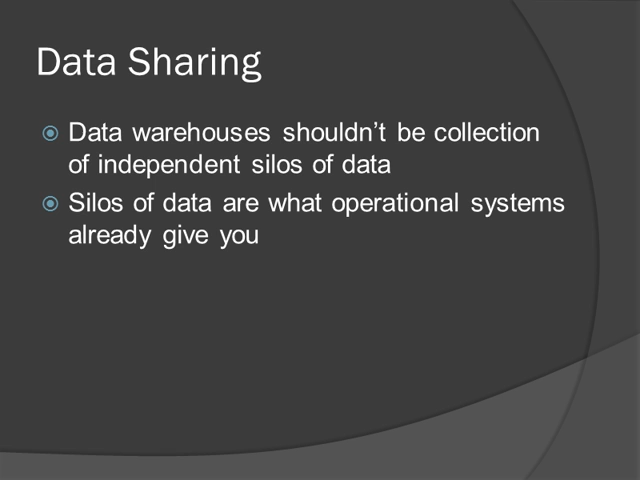 Data Sharing
Data warehouses shouldn’t be collection
of independent silos of data
Silos of data are what operational systems
already give you